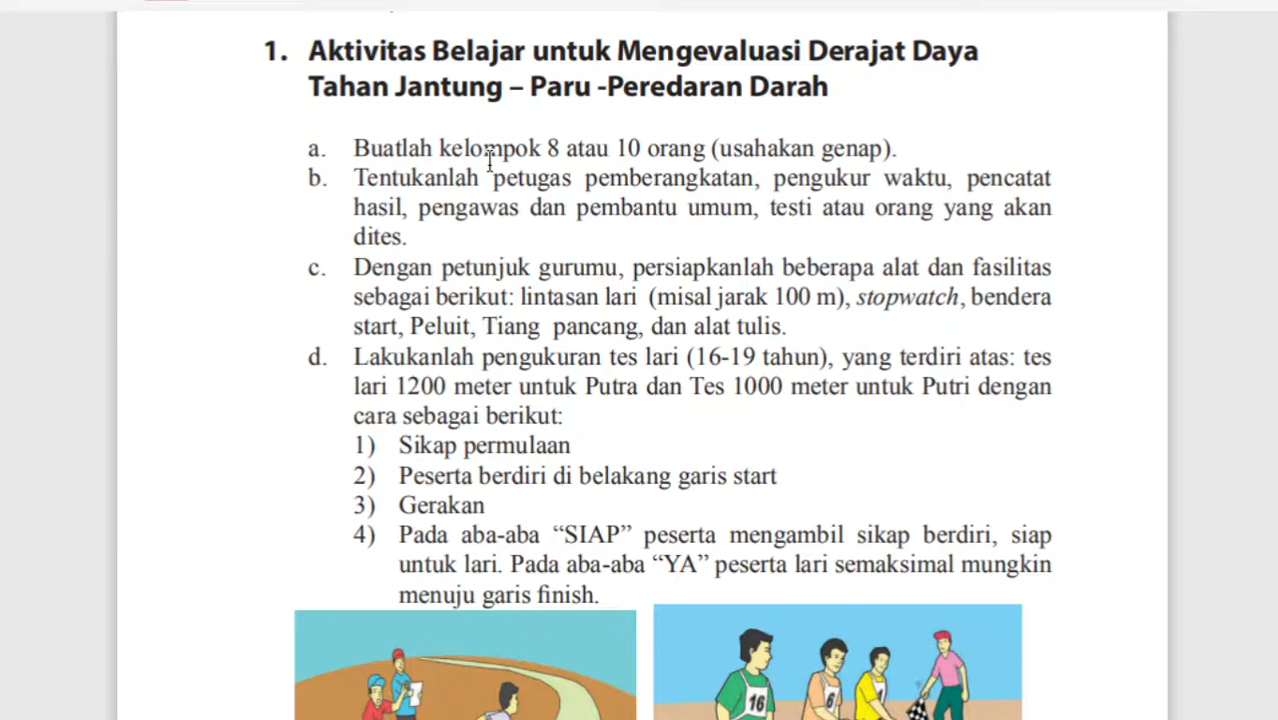 1. Aktivitas Belajar untuk Mengevaluasi Derajat Daya
Tahan Jantung – Paru -Peredaran Darah
a. Buatlah kelompok 8 atau 10 orang (usahakan genap).
b. Tentukanlah petugas pemberangkatan, pengukur waktu, pencatat
hasil, pengawas dan pembantu umum, testi atau orang yang akan
dites.
c. Dengan petunjuk gurumu, persiapkanlah beberapa alat dan fasilitas
sebagai berikut: lintasan lari (misal jarak 100 m), stopwatch, bendera
start, Peluit, Tiang pancang, dan alat tulis.
d. Lakukanlah pengukuran tes lari (16-19 tahun), yang terdiri atas: tes
lari 1200 meter untuk Putra dan Tes 1000 meter untuk Putri dengan
cara sebagai berikut:
1) Sikap permulaan
2) Peserta berdiri di belakang garis start
3) Gerakan
4) Pada aba-aba “SIAP” peserta mengambil sikap berdiri, siap
untuk lari. Pada aba-aba “YA” peserta lari semaksimal mungkin
menuju garis finish.
16 6 1